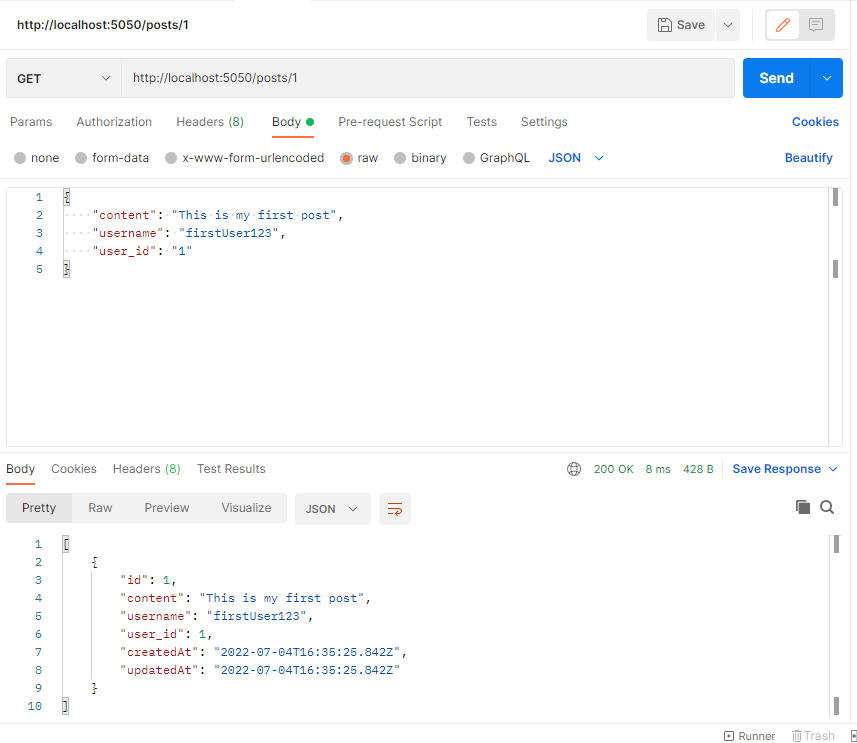 http://localhost:5050/posts/1 Save
GET http://localhost:5050/posts/1 Send
Params Authorization Headers (8) Body Pre-request Script Tests Settings Cookies
none form-data x-www-form-urlencoded raw binary GraphQL JSON Beautify
1 {
2 "content": "This is my first post",
3 "username": "firstUser123",
4 "user_id": "1"
5 }
Body Cookies Headers (8) Test Results 200 OK 8 ms 428 B Save Response
Pretty Raw Preview Visualize JSON
1 [
2 {
3 "id": 1,
4 "content": "This is my first post",
5 "username": "firstUser123",
6 "user_id": 1,
7 "createdAt": "2022-07-04T16:35:25.842Z",
8 "updatedAt": "2022-07-04T16:35:25.842Z"
9 }
10 ]
Runner Trash